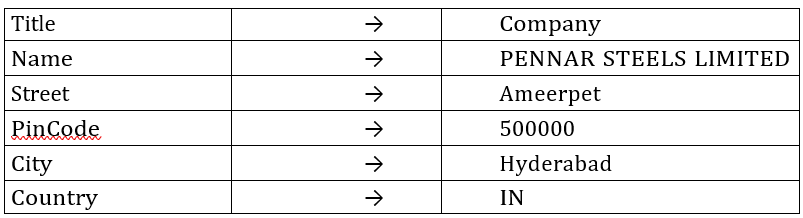 Title → Company
Name → PENNAR STEELS LIMITED
Street → Ameerpet
PinCode → 500000
City → Hyderabad
Country → IN